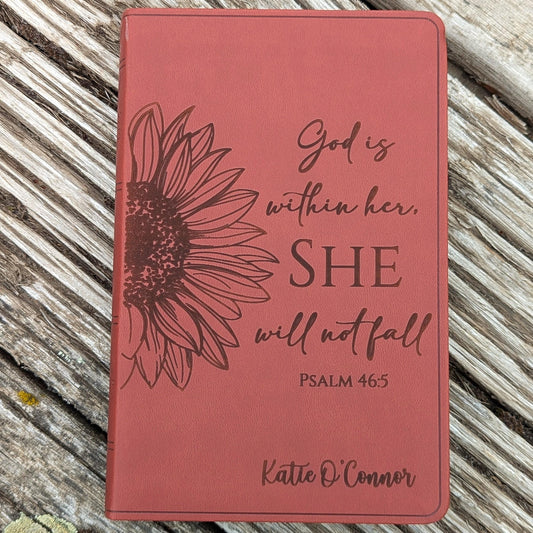 God is
within her,
SHE
will not fall
PSALM 46:5
Katie O'Connor